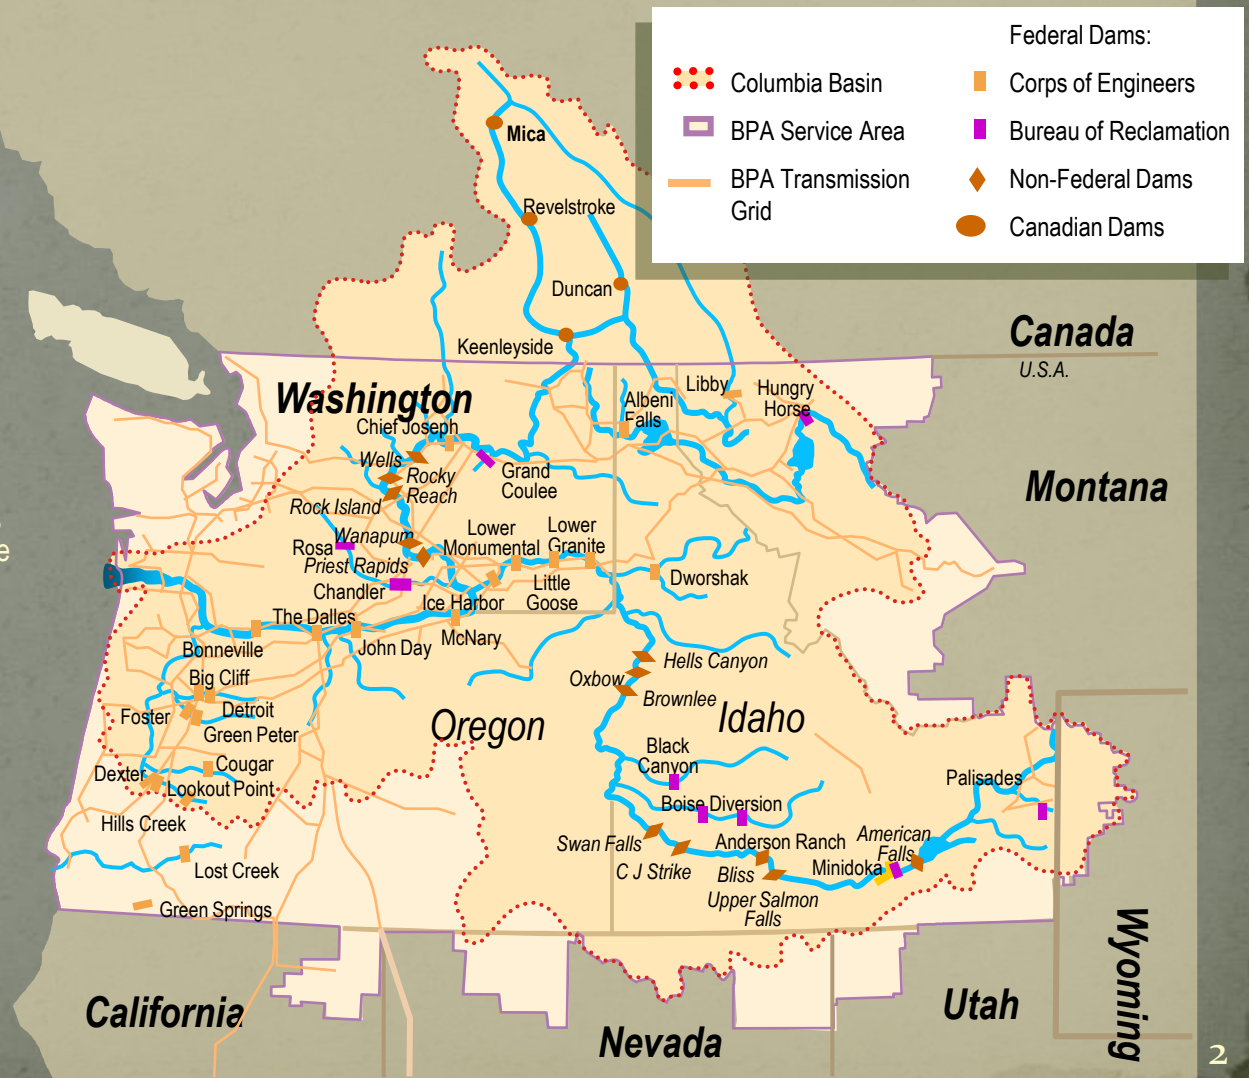 Federal Dams:
Columbia Basin
Corps of Engineers
BPA Service Area
Bureau of Reclamation
BPA Transmission
Grid
Non-Federal Dams
Canadian Dams
Mica
Revelstroke
Duncan
Keenleyside
Canada
U.S.A.
Washington
Libby
Hungry
Horse
Albeni
Falls
Chief Joseph
Wells
Rocky
Reach
Grand
Coulee
Montana
Rock Island
Wanapum
Lower
Monumental
Lower
Granite
Rosa
Priest Rapids
Chandler
Ice Harbor
Little
Goose
Dworshak
The Dalles
Bonneville
John Day
McNary
Hells Canyon
Oxbow
Brownlee
Big Cliff
Detroit
Foster
Green Peter
Oregon
Idaho
Black
Canyon
Cougar
Dexter
Lookout Point
Palisades
Boise Diversion
Hills Creek
Swan Falls
Anderson Ranch
American
Falls
C J Strike
Bliss
Minidoka
Lost Creek
Upper Salmon
Falls
Green Springs
California
Nevada
Utah
Wyoming
e
2